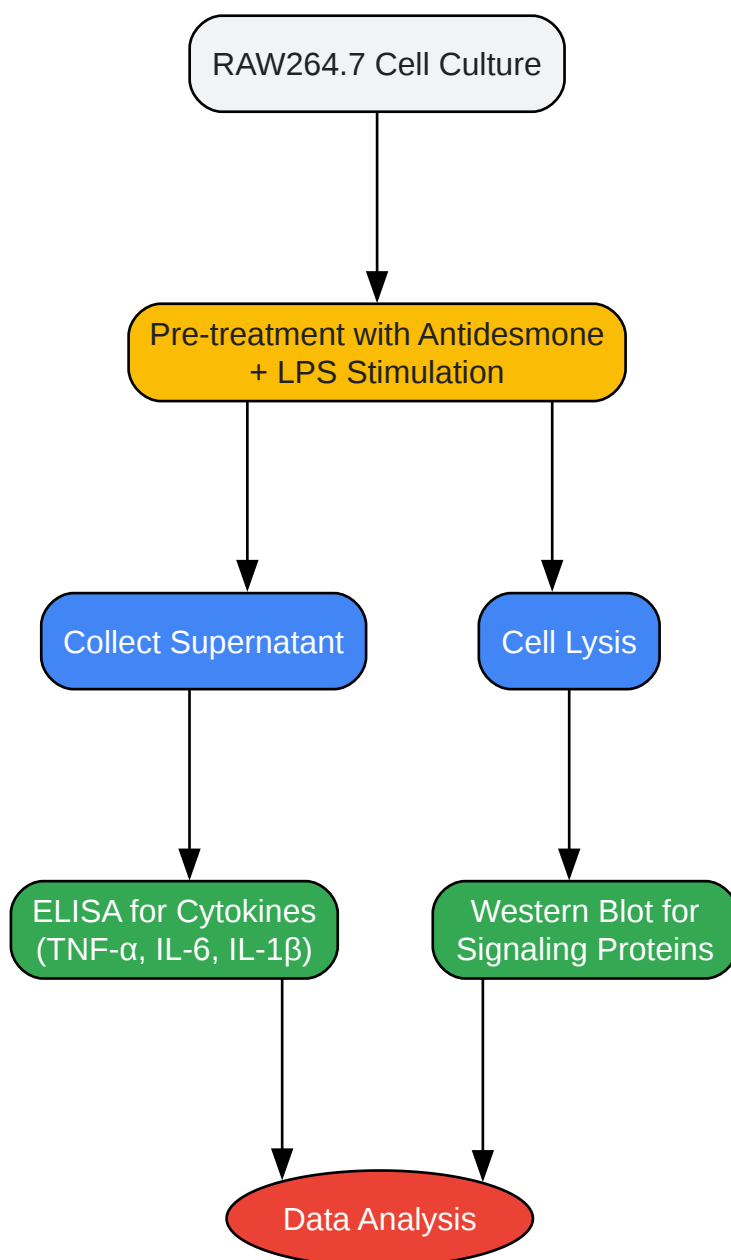 RAW264.7 Cell Culture
Pre-treatment with Antidesmone
+ LPS Stimulation
Collect Supernatant
Cell Lysis
ELISA for Cytokines
(TNF-α, IL-6, IL-1β)
Western Blot for
Signaling Proteins
Data Analysis